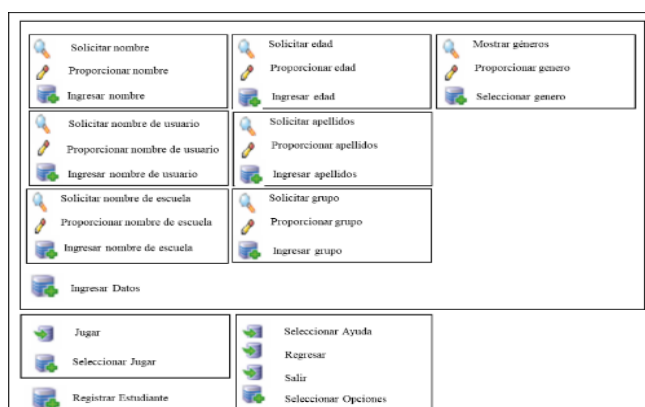 Solicitar nombre
Proporcionar nombre
Ingresar nombre
Solicitar edad
Proporcionar edad
Ingresar edad
Mostrar géneros
Proporcionar genero
Seleccionar genero
Solicitar nombre de usuario
Proporcionar nombre de usuario
Ingresar nombre de usuario
Solicitar apellidos
Proporcionar apellidos
Ingresar apellidos
Solicitar nombre de escuela
Proporcionar nombre de escuela
Ingresar nombre de escuela
Solicitar grupo
Proporcionar grupo
Ingresar grupo
Ingresar Datos
Jugar
Seleccionar Jugar
Seleccionar Ayuda
Regresar
Salir
Seleccionar Opciones
Registrar Estudiante